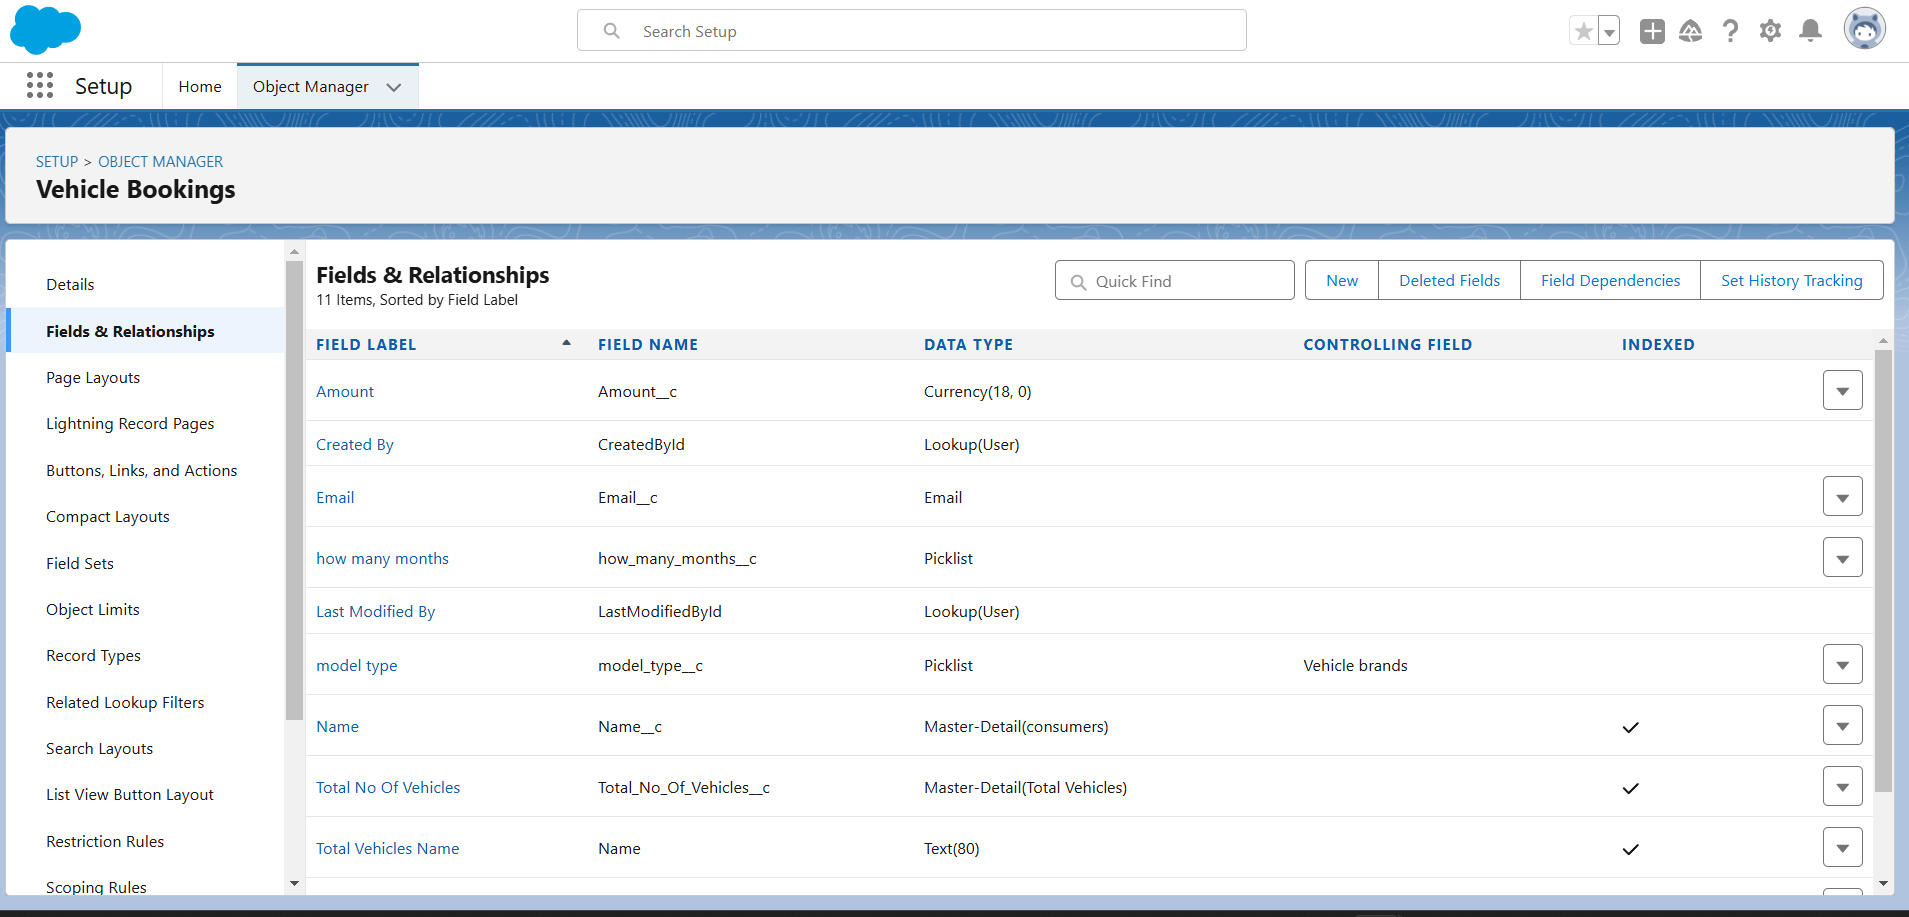 Search Setup
Setup
Home
Object Manager
SETUP > OBJECT MANAGER
Vehicle Bookings
Details
Fields & Relationships
Page Layouts
Lightning Record Pages
Buttons, Links, and Actions
Compact Layouts
Field Sets
Object Limits
Record Types
Related Lookup Filters
Search Layouts
List View Button Layout
Restriction Rules
Scoping Rules
Fields & Relationships
11 Items, Sorted by Field Label
Quick Find
New
Deleted Fields
Field Dependencies
Set History Tracking
FIELD LABEL FIELD NAME DATA TYPE CONTROLLING FIELD INDEXED
Amount Amount__c Currency(18, 0)
Created By CreatedById Lookup(User)
Email Email__c Email
how many months how_many_months__c Picklist
Last Modified By LastModifiedById Lookup(User)
model type model_type__c Picklist Vehicle brands
Name Name__c Master-Detail(consumers)
Total No Of Vehicles Total_No_Of_Vehicles__c Master-Detail(Total Vehicles)
Total Vehicles Name Name Text(80)